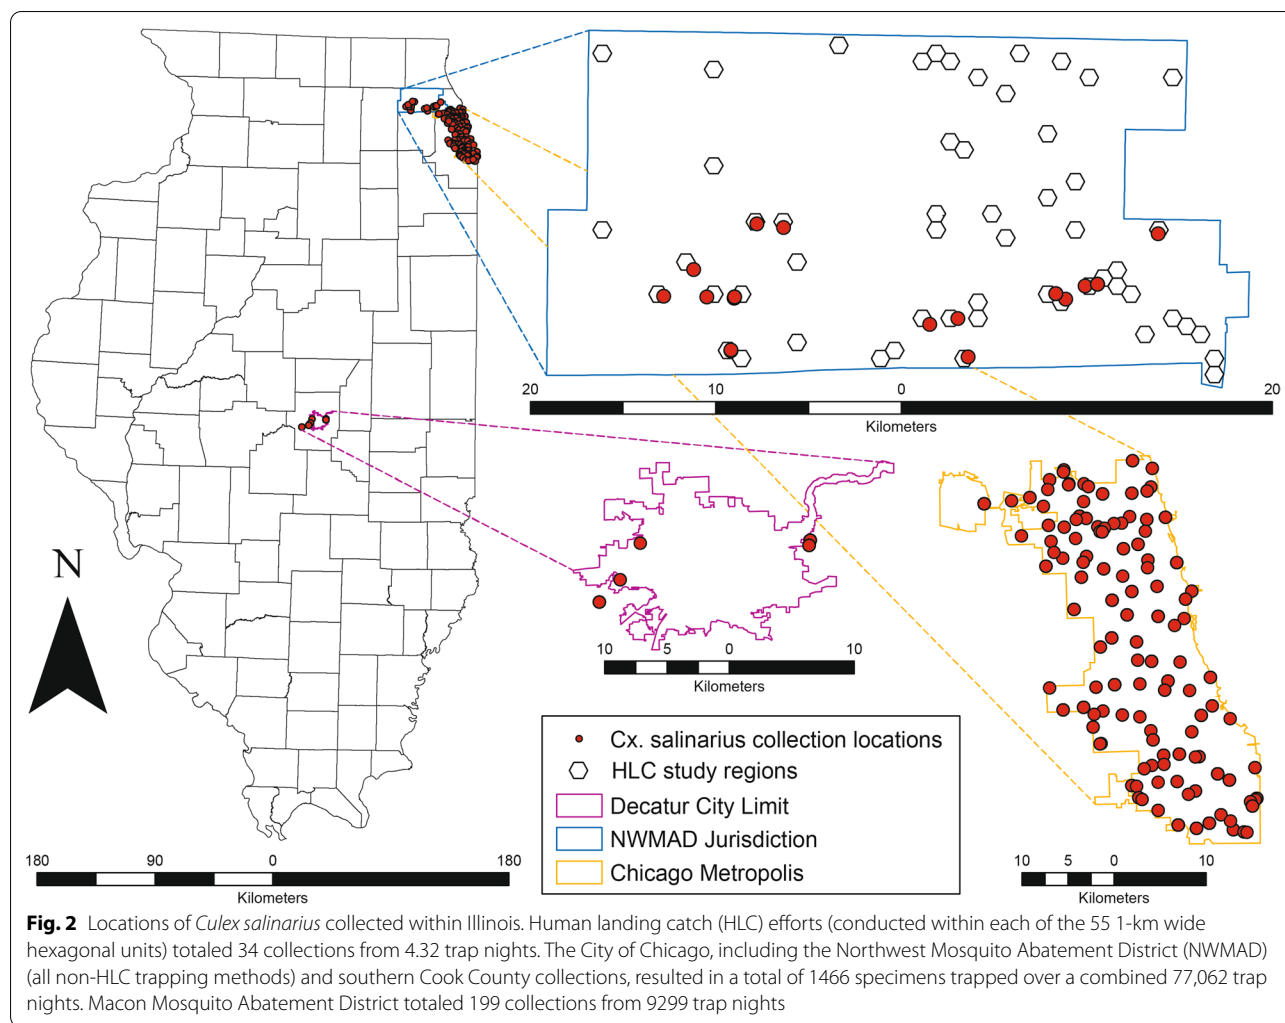 20 10 0 20
Kilometers
N
10 5 0 10
Kilometers
Cx. salinarius collection locations
HLC study regions
Decatur City Limit
NWMAD Jurisdiction
Chicago Metropolis
180 90 0 180
Kilometers
10 5 0 10
Kilometers
Fig. 2 Locations of Culex salinarius collected within Illinois. Human landing catch (HLC) efforts (conducted within each of the 55 1-km wide
hexagonal units) totaled 34 collections from 4.32 trap nights. The City of Chicago, including the Northwest Mosquito Abatement District (NWMAD)
(all non-HLC trapping methods) and southern Cook County collections, resulted in a total of 1466 specimens trapped over a combined 77,062 trap
nights. Macon Mosquito Abatement District totaled 199 collections from 9299 trap nights